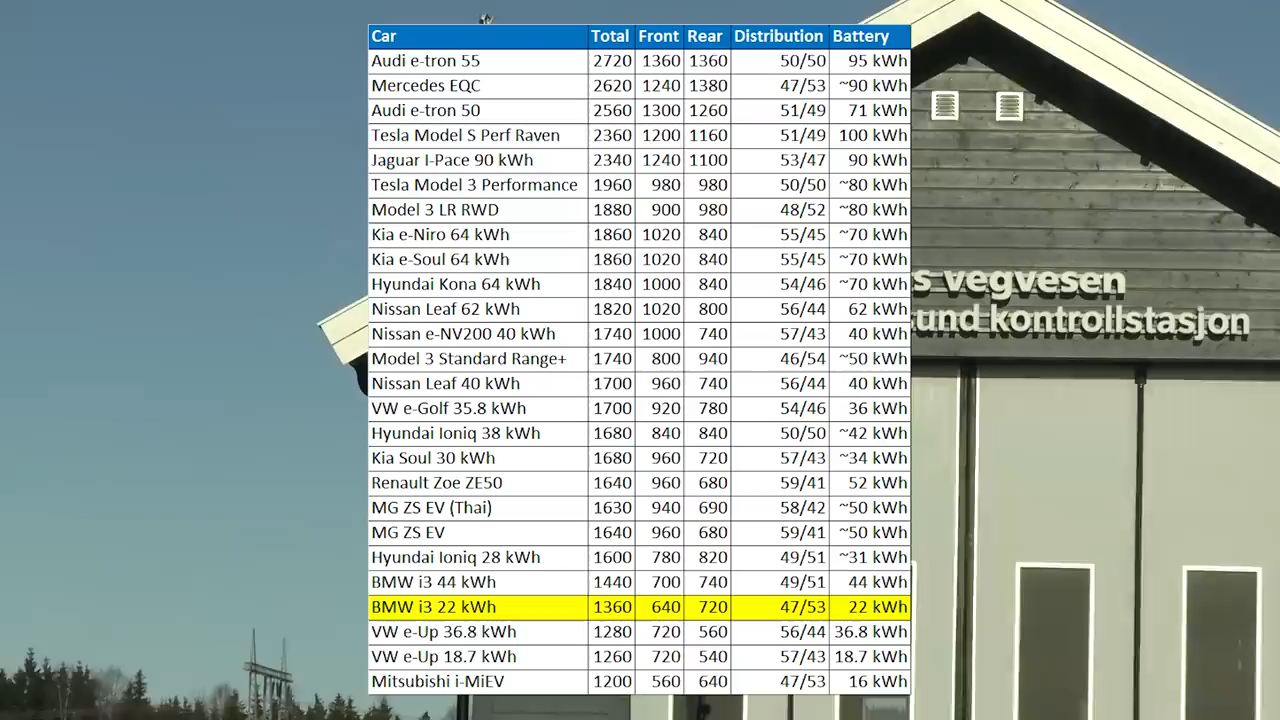 Car Total Front Rear Distribution Battery
Audi e-tron 55 2720 1360 1360 50/50 95 kWh
Mercedes EQC 2620 1240 1380 47/53 ~90 kWh
Audi e-tron 50 2560 1300 1260 51/49 71 kWh
Tesla Model S Perf Raven 2360 1200 1160 51/49 100 kWh
Jaguar I-Pace 90 kWh 2340 1240 1100 53/47 90 kWh
Tesla Model 3 Performance 1960 980 980 50/50 ~80 kWh
Model 3 LR RWD 1880 900 980 48/52 ~80 kWh
Kia e-Niro 64 kWh 1860 1020 840 55/45 ~70 kWh
Kia e-Soul 64 kWh 1860 1020 840 55/45 ~70 kWh
Hyundai Kona 64 kWh 1840 1000 840 54/46 ~70 kWh
Nissan Leaf 62 kWh 1820 1020 800 56/44 62 kWh
Nissan e-NV200 40 kWh 1740 1000 740 57/43 40 kWh
Model 3 Standard Range+ 1740 800 940 46/54 ~50 kWh
Nissan Leaf 40 kWh 1700 960 740 56/44 40 kWh
VW e-Golf 35.8 kWh 1700 920 780 54/46 36 kWh
Hyundai Ioniq 38 kWh 1680 840 840 50/50 ~42 kWh
Kia Soul 30 kWh 1680 960 720 57/43 ~34 kWh
Renault Zoe ZE50 1640 960 680 59/41 52 kWh
MG ZS EV (Thai) 1630 940 690 58/42 ~50 kWh
MG ZS EV 1640 960 680 59/41 ~50 kWh
Hyundai Ioniq 28 kWh 1600 780 820 49/51 ~31 kWh
BMW i3 44 kWh 1440 700 740 49/51 44 kWh
BMW i3 22 kWh 1360 640 720 47/53 22 kWh
VW e-Up 36.8 kWh 1280 720 560 56/44 36.8 kWh
VW e-Up 18.7 kWh 1260 720 540 57/43 18.7 kWh
Mitsubishi i-MiEV 1200 560 640 47/53 16 kWh
s vegvesen
und kontrollstasjon